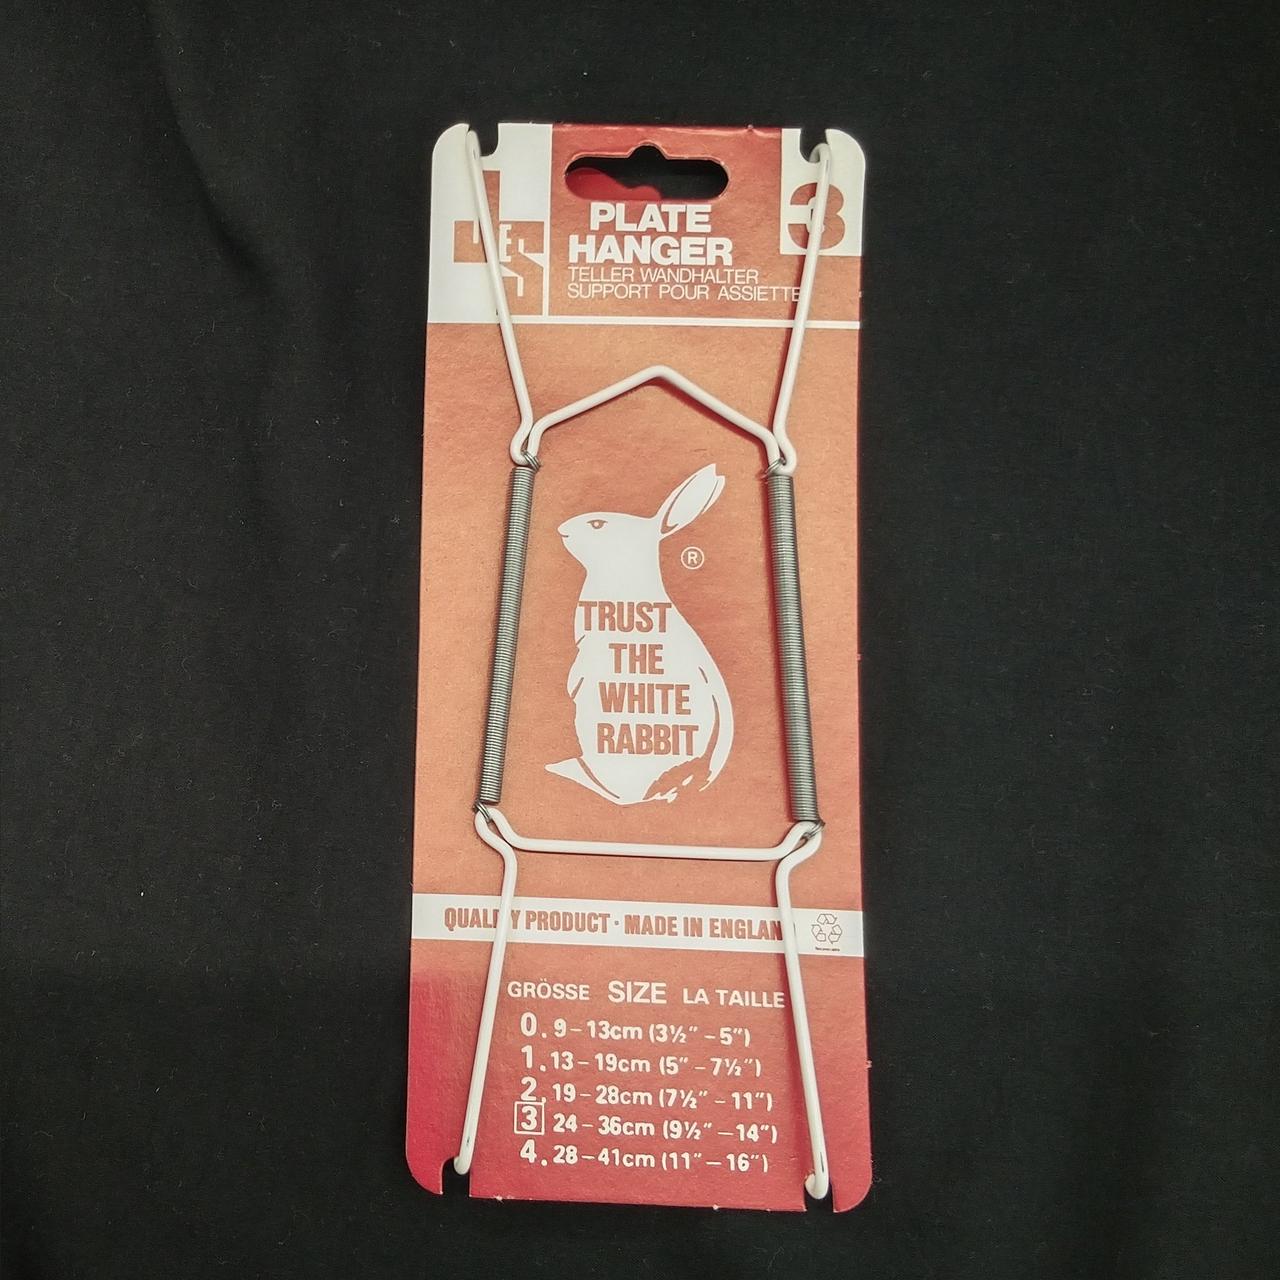 JES
3
PLATE
HANGER
TELLER WANDHALTER
SUPPORT POUR ASSIETTE
®
TRUST
THE
WHITE
RABBIT
QUALITY PRODUCT · MADE IN ENGLAND
GRÖSSE SIZE LA TAILLE
0. 9-13cm (3½" - 5")
1. 13-19cm (5" - 7½")
2. 19-28cm (7½" - 11")
3 24-36cm (9½" - 14")
4. 28-41cm (11" - 16")